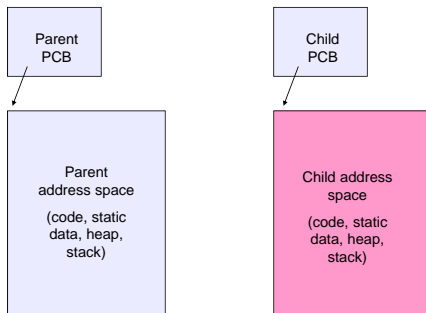 Parent
PCB
Child
PCB
Parent
address space
(code, static
data, heap,
stack)
Child address
space
(code, static
data, heap,
stack)